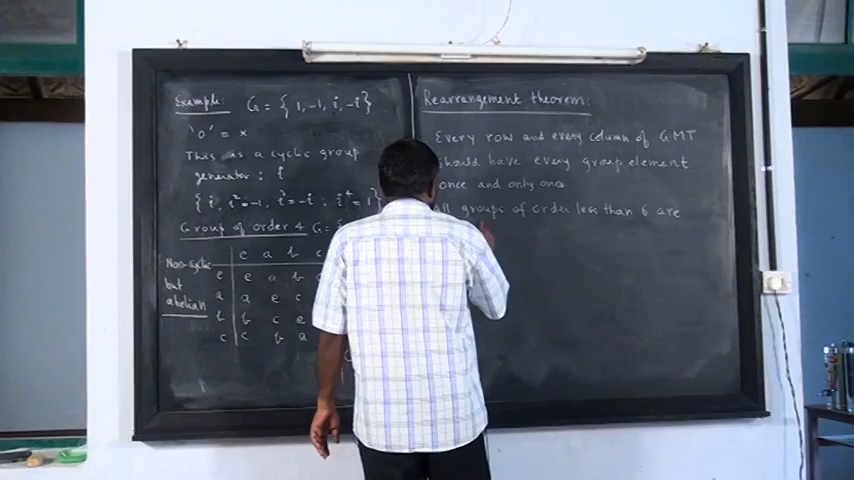 Example: G = {1, -1, i, -i}
'o' = ×
This as a cyclic group
generator: i
{i, i²=-1, i³=-i, i⁴=1}
Group of order 4 G = {
Non-cyclic
but
abelian
e a b
e e a b c
a a e c
b b c e
c c b a
Rearrangement theorem:
Every row and every column of GMT
should have every group element
once and only once
all groups of order less than 6 are